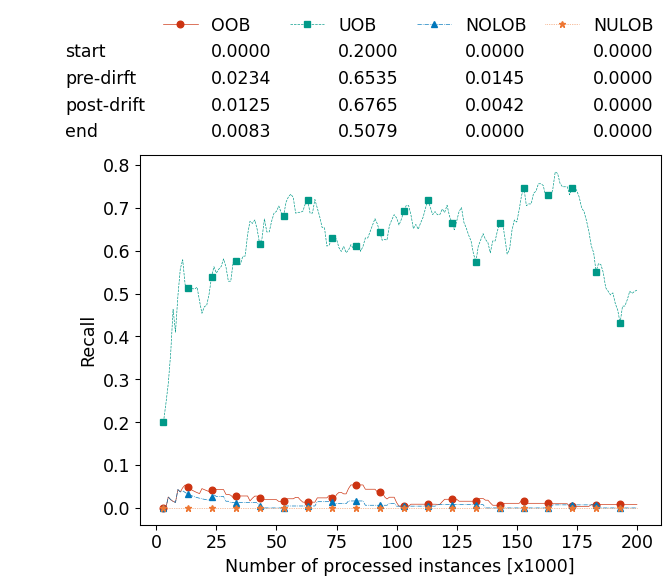 OOB UOB NOLOB NULOB
start 0.0000 0.2000 0.0000 0.0000
pre-dirft 0.0234 0.6535 0.0145 0.0000
post-drift 0.0125 0.6765 0.0042 0.0000
end 0.0083 0.5079 0.0000 0.0000
0.8
0.7
0.6
0.5
0.4
0.3
0.2
0.1
0.0
Recall
0 25 50 75 100 125 150 175 200
Number of processed instances [x1000]